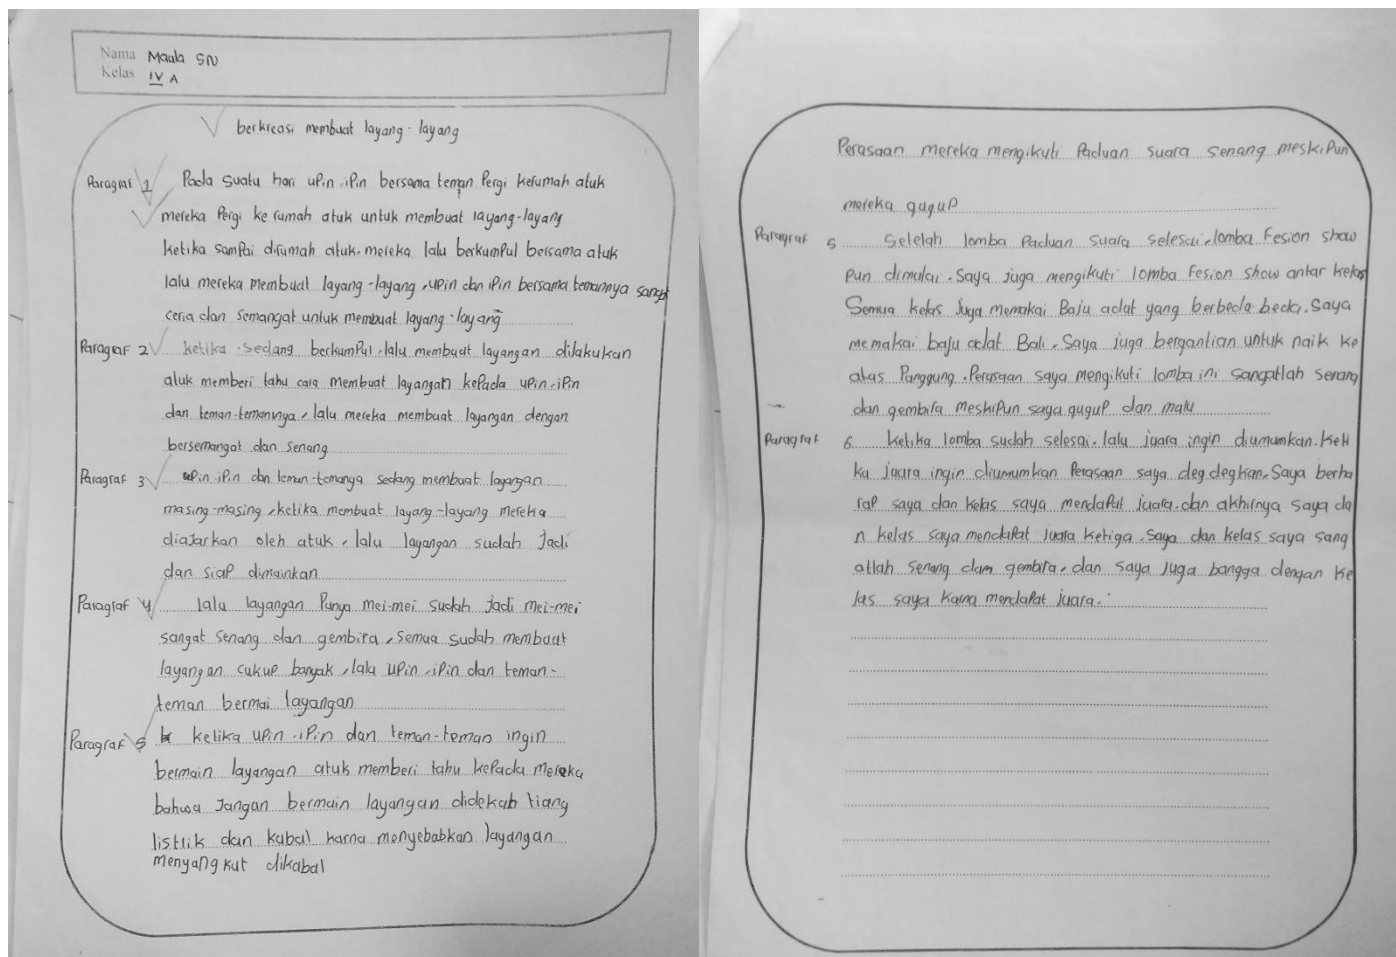 Nama Maula SN
Kelas IV A
berkreasi membuat layang-layang
Paragraf 1 Pada suatu hari upin.ipin bersama teman pergi kerumah atuk
mereka pergi ke rumah atuk untuk membuat layang-layang
ketika sampai dirumah atuk. mereka lalu berkumpul bersama atuk
lalu mereka membuat layang-layang, upin dan ipin bersama temannya sangat
ceria dan semangat untuk membuat layang-layang
Paragraf 2 ketika sedang berkumpul. lalu membuat layangan dilakukan
atuk memberi tahu cara membuat layangan kepada upin.ipin
dan teman-temannya, lalu mereka membuat layangan dengan
bersemangat dan senang
Paragraf 3 upin.ipin dan teman-temanya sedang membuat layangan
masing-masing, ketika membuat layang-layang mereka
diajarkan oleh atuk, lalu layangan sudah jadi
dan siap dimainkan
Paragraf 4 lalu layangan punya mei-mei sudah jadi mei-mei
sangat senang dan gembira, semua sudah membuat
layangan cukup banyak, lalu upin.ipin dan teman-
teman bermai layangan
Paragraf 5 ketika upin.ipin dan teman-teman ingin
bermain layangan atuk memberi tahu kepada mereka
bahwa jangan bermain layangan didekab tiang
listrik dan kabal karna menyebabkan layangan
menyangkut dikabal
Perasaan mereka mengikuti Paduan suara senang meskipun
mereka gugup
Paragraf 5 Setelah lomba paduan suara selesai, lomba Fesion show
pun dimulai. Saya juga mengikuti lomba Fesion show antar kelas
Semua kelas juga memakai Baju adat yang berbeda beda. Saya
memakai baju adat Bali. Saya juga bergantian untuk naik ke
atas panggung. Perasaan saya mengikuti lomba ini sangatlah senang
dan gembira meskipun saya gugup dan malu
Paragraf 6 ketika lomba sudah selesai. lalu juara ingin diumumkan. keti
ka juara ingin diumumkan perasaan saya deg degkan. Saya berha
rap saya dan kelas saya mendapat juara. dan akhirnya saya da
n kelas saya mendapat juara ketiga. Saya dan kelas saya sang
atlah senang dan gembira, dan saya juga bangga dengan ke
las saya karna mendapat juara.